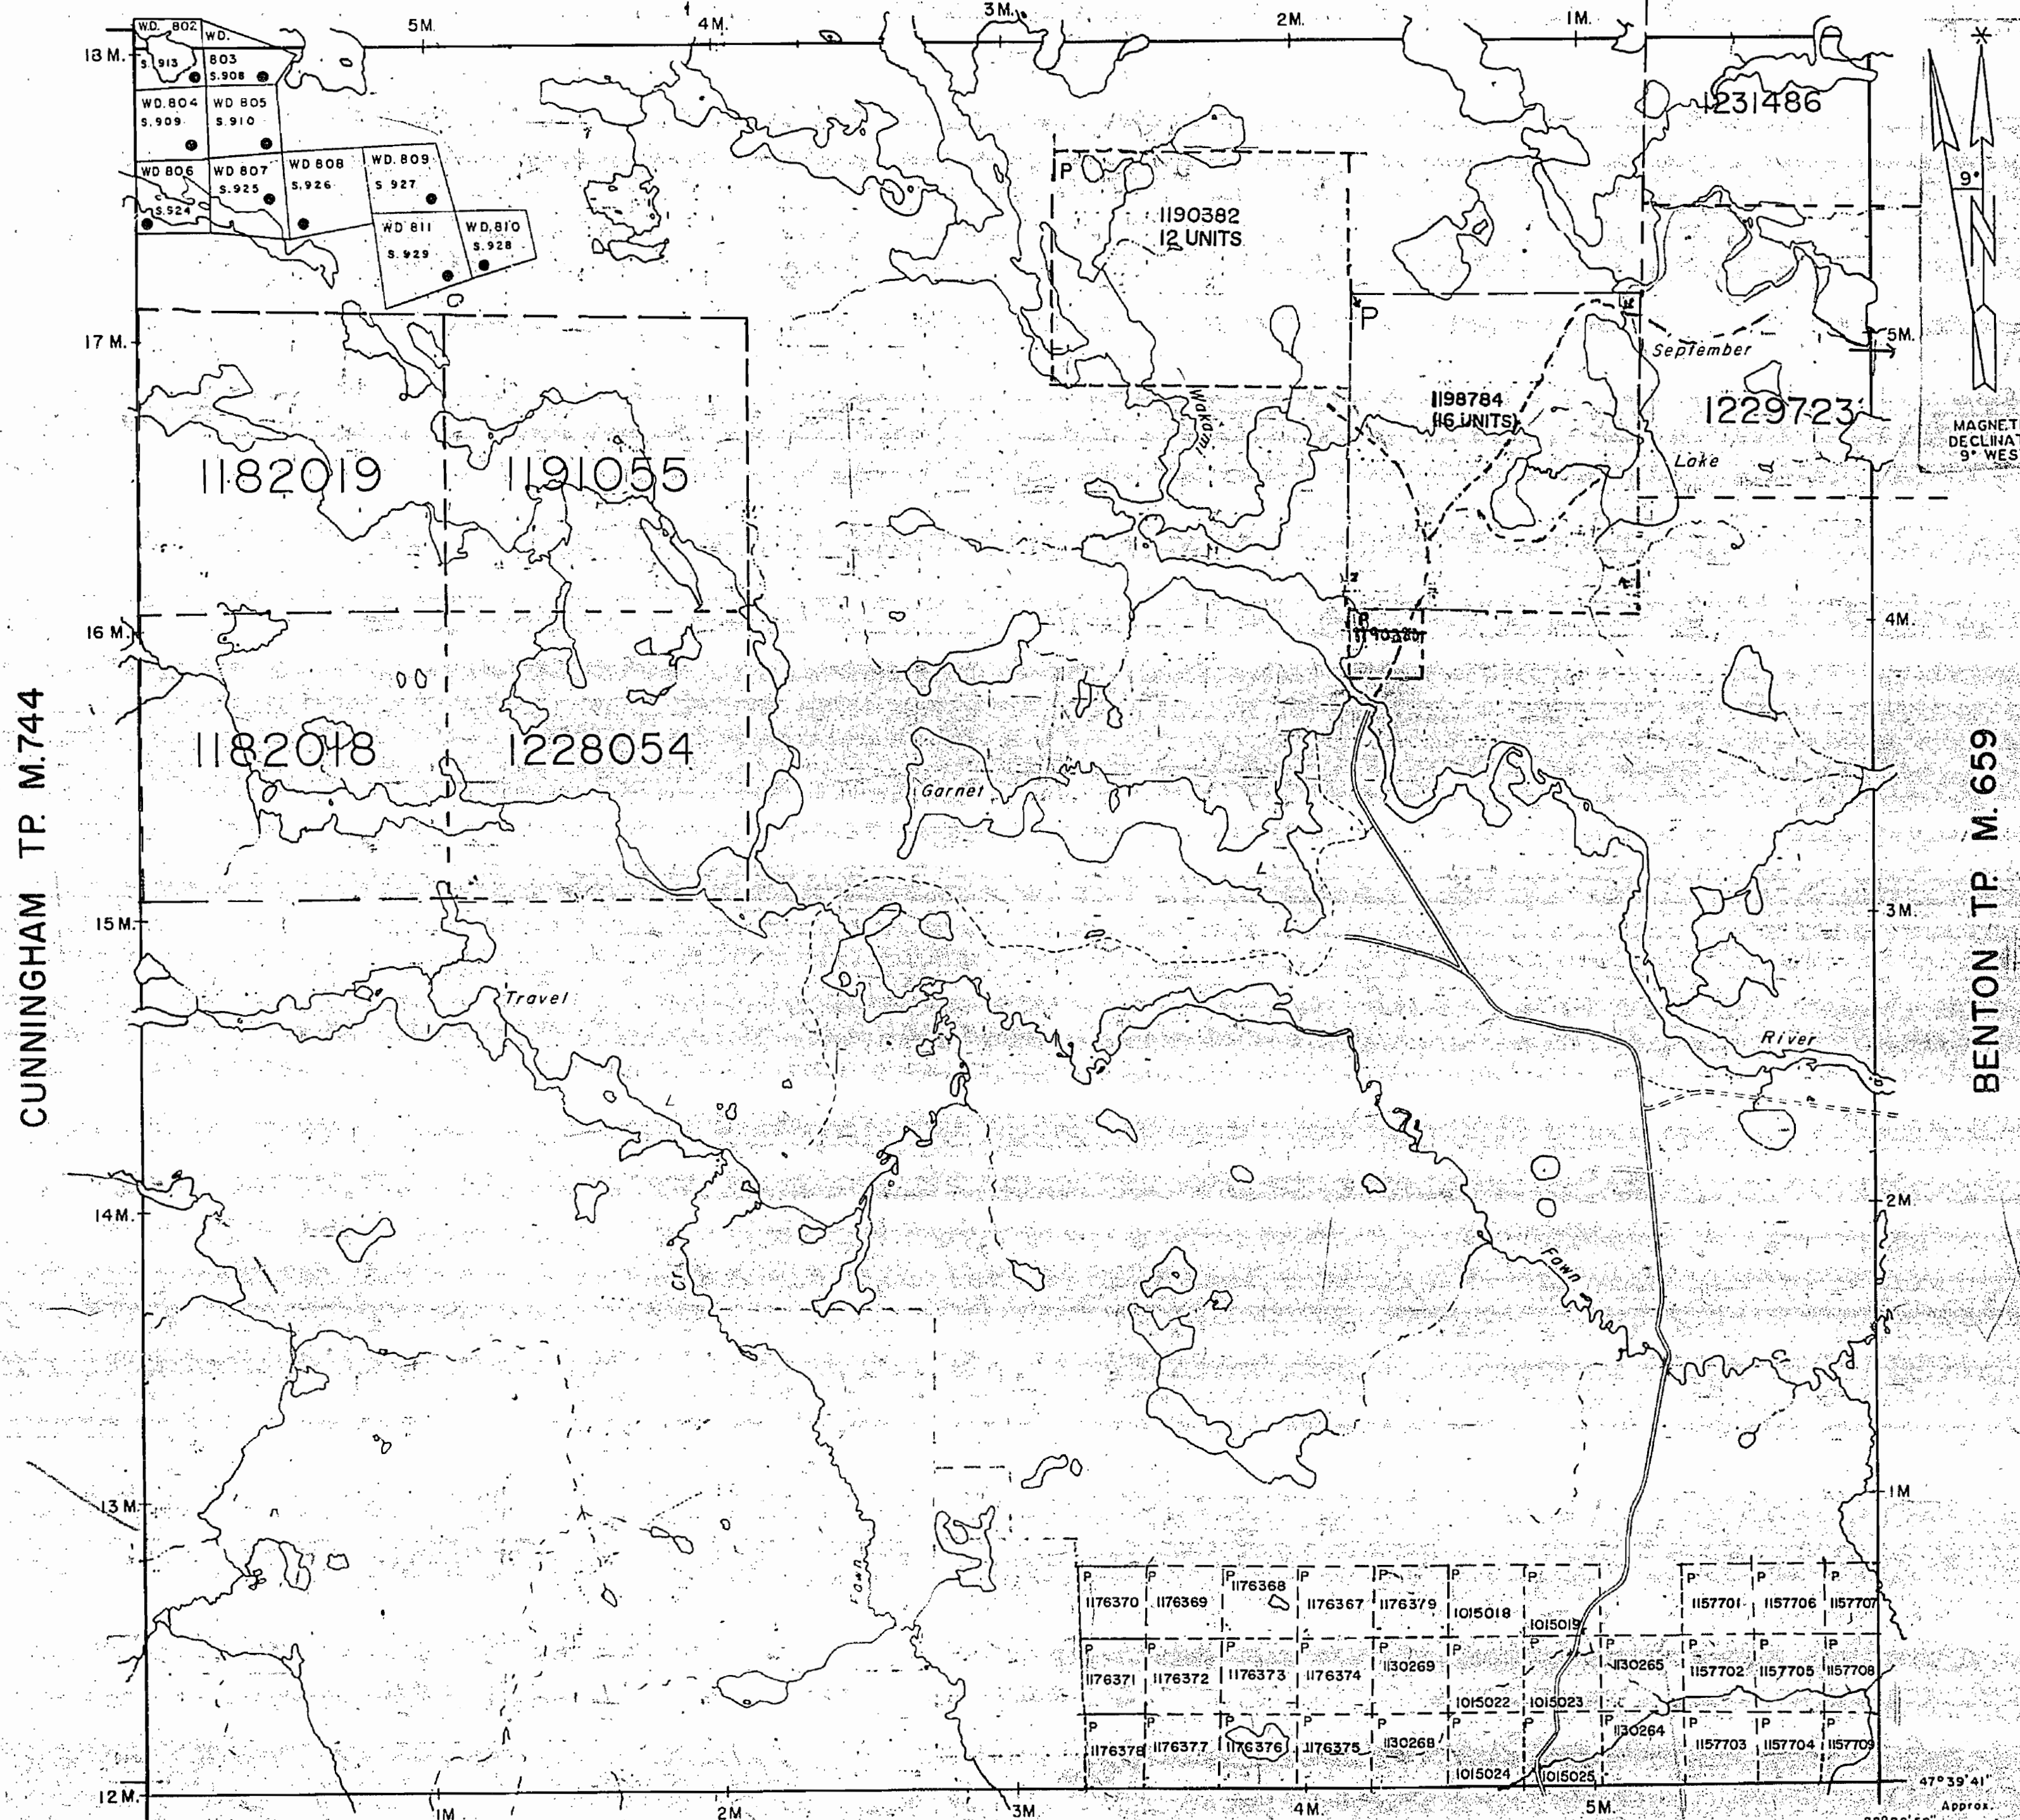 3M.
5M.
4M.
2M.
1M.
WD. 802
WD.
18 M.
S.913
803
S.908
WD.804
S.909
WD 805
S.910
WD 806
S.524
WD 807
S.925
WD 808
S.926
WD.809
S 927
WD 811
S.929
WD,810
S.928
1231486
9°
N
P
1190382
12 UNITS
P
17 M.
5M.
September
1198784
(16 UNITS)
1229723
MAGNET
DECLINAT
9° WES
Wakami
Lake
1182019
1191055
16 M.
4M.
P
CUNNINGHAM TP. M.744
BENTON TP. M. 659
1182018
1228054
Garnet
L
15M.
3M.
Travel
River
L
14M.
2M.
Cr.
Fawn
13 M.
1M
Fawn
P
1176370
P
1176369
P
1176368
P
1176367
P
1176379
P
1015018
P
1015019
P
1157701
P
1157706
P
1157707
P
1176371
P
1176372
P
1176373
P
1176374
P
1130269
P
1015022
P
1015023
P
1130265
P
1157702
P
1157705
P
1157708
P
1176378
P
1176377
P
1176376
P
1176375
P
1130268
1015024
P
1015025
P
1130264
P
1157703
P
1157704
P
1157709
12M.
47°39'41"
Approx.
1M
2M.
3M.
4M.
5M.